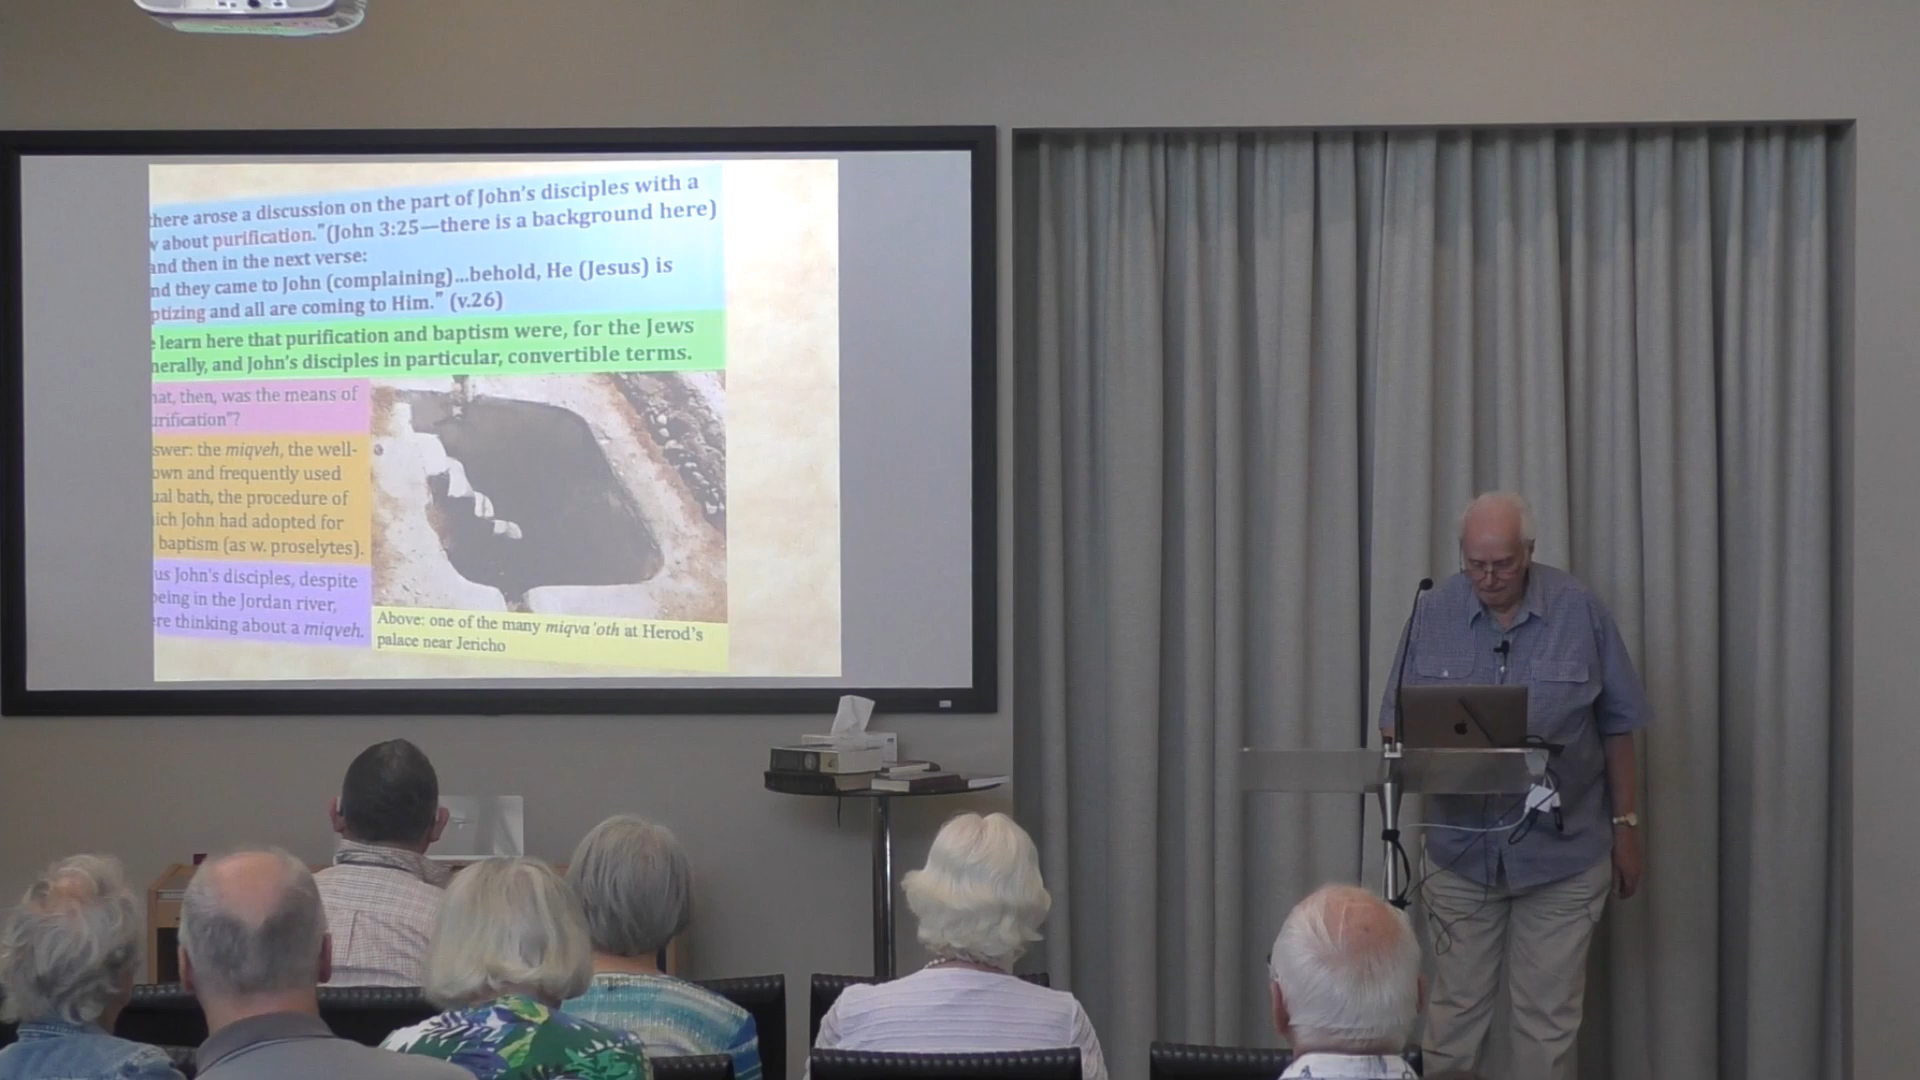 there arose a discussion on the part of John's disciples with a
about purification." (John 3:25—there is a background here)
and then in the next verse:
they came to John (complaining)...behold, He (Jesus) is
ptizing and all are coming to Him." (v.26)
learn here that purification and baptism were, for the Jews
nerally, and John's disciples in particular, convertible terms.
at, then, was the means of
rification"?
swer: the miqveh, the well-
own and frequently used
ual bath, the procedure of
ich John had adopted for
baptism (as w. proselytes).
us John's disciples, despite
being in the Jordan river,
re thinking about a miqveh.
Above: one of the many miqva'oth at Herod's
palace near Jericho